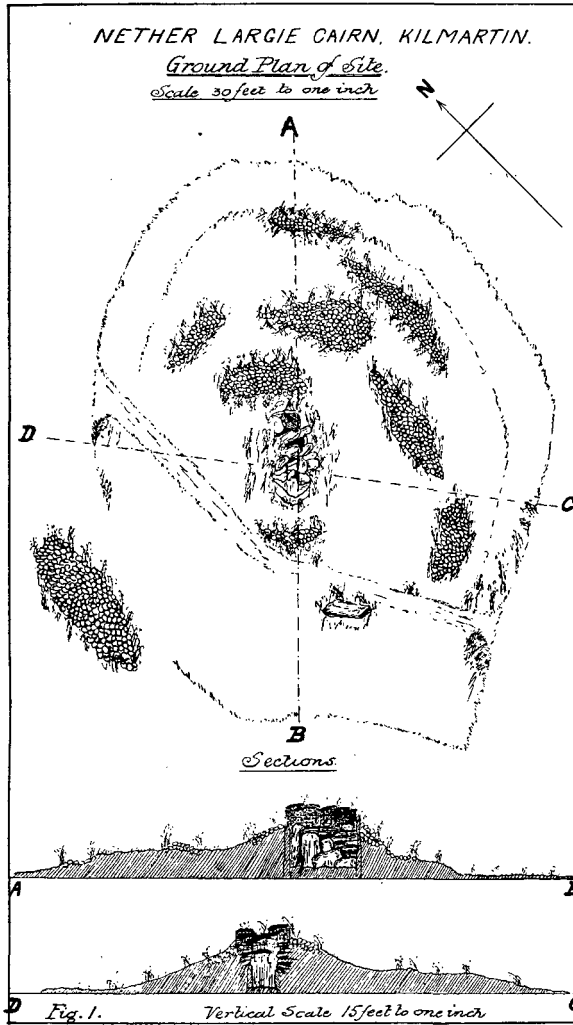 NETHER LARGIE CAIRN, KILMARTIN.
Ground Plan of Site.
Scale 30 feet to one inch
N
A
D
C
B
Sections.
A
B
D
C
Fig. 1.
Vertical Scale 15 feet to one inch